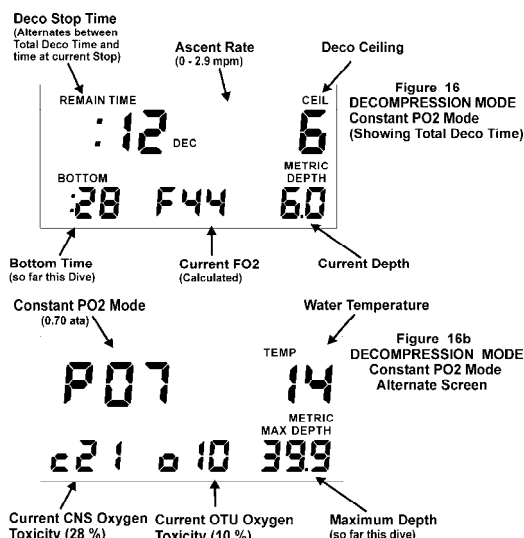 Deco Stop Time
(Alternates between
Total Deco Time and
time at current Stop)
Ascent Rate
(0 - 2.9 mpm)
Deco Ceiling
Figure 16
DECOMPRESSION MODE
Constant PO2 Mode
(Showing Total Deco Time)
REMAIN TIME
CEIL
:12 DEC
6
BOTTOM
METRIC
DEPTH
:28 F44 6.0
Bottom Time
(so far this Dive)
Current FO2
(Calculated)
Current Depth
Constant PO2 Mode
(0.70 ata)
Water Temperature
Figure 16b
DECOMPRESSION MODE
Constant PO2 Mode
Alternate Screen
TEMP
P07 14
METRIC
MAX DEPTH
c21 o10 39.9
Current CNS Oxygen
Toxicity (28 %)
Current OTU Oxygen
Toxicity (10 %)
Maximum Depth
(so far this dive)